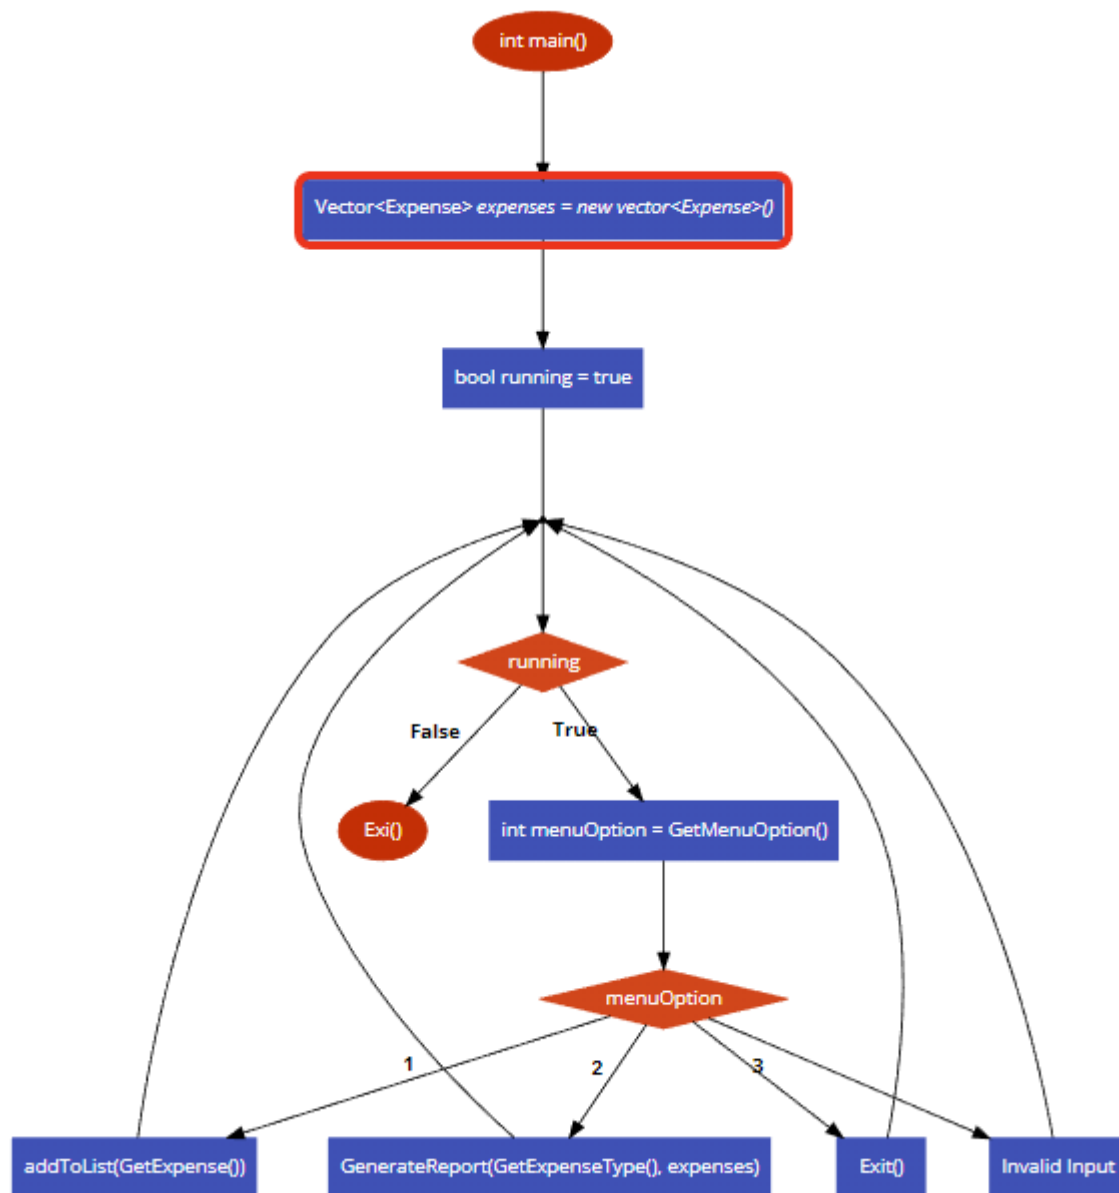 int main()
Vector<Expense> expenses = new vector<Expense>()
bool running = true
running
False
True
Exi()
int menuOption = GetMenuOption()
menuOption
1
2
3
addToList(GetExpense())
GenerateReport(GetExpenseType(), expenses)
Exit()
Invalid Input